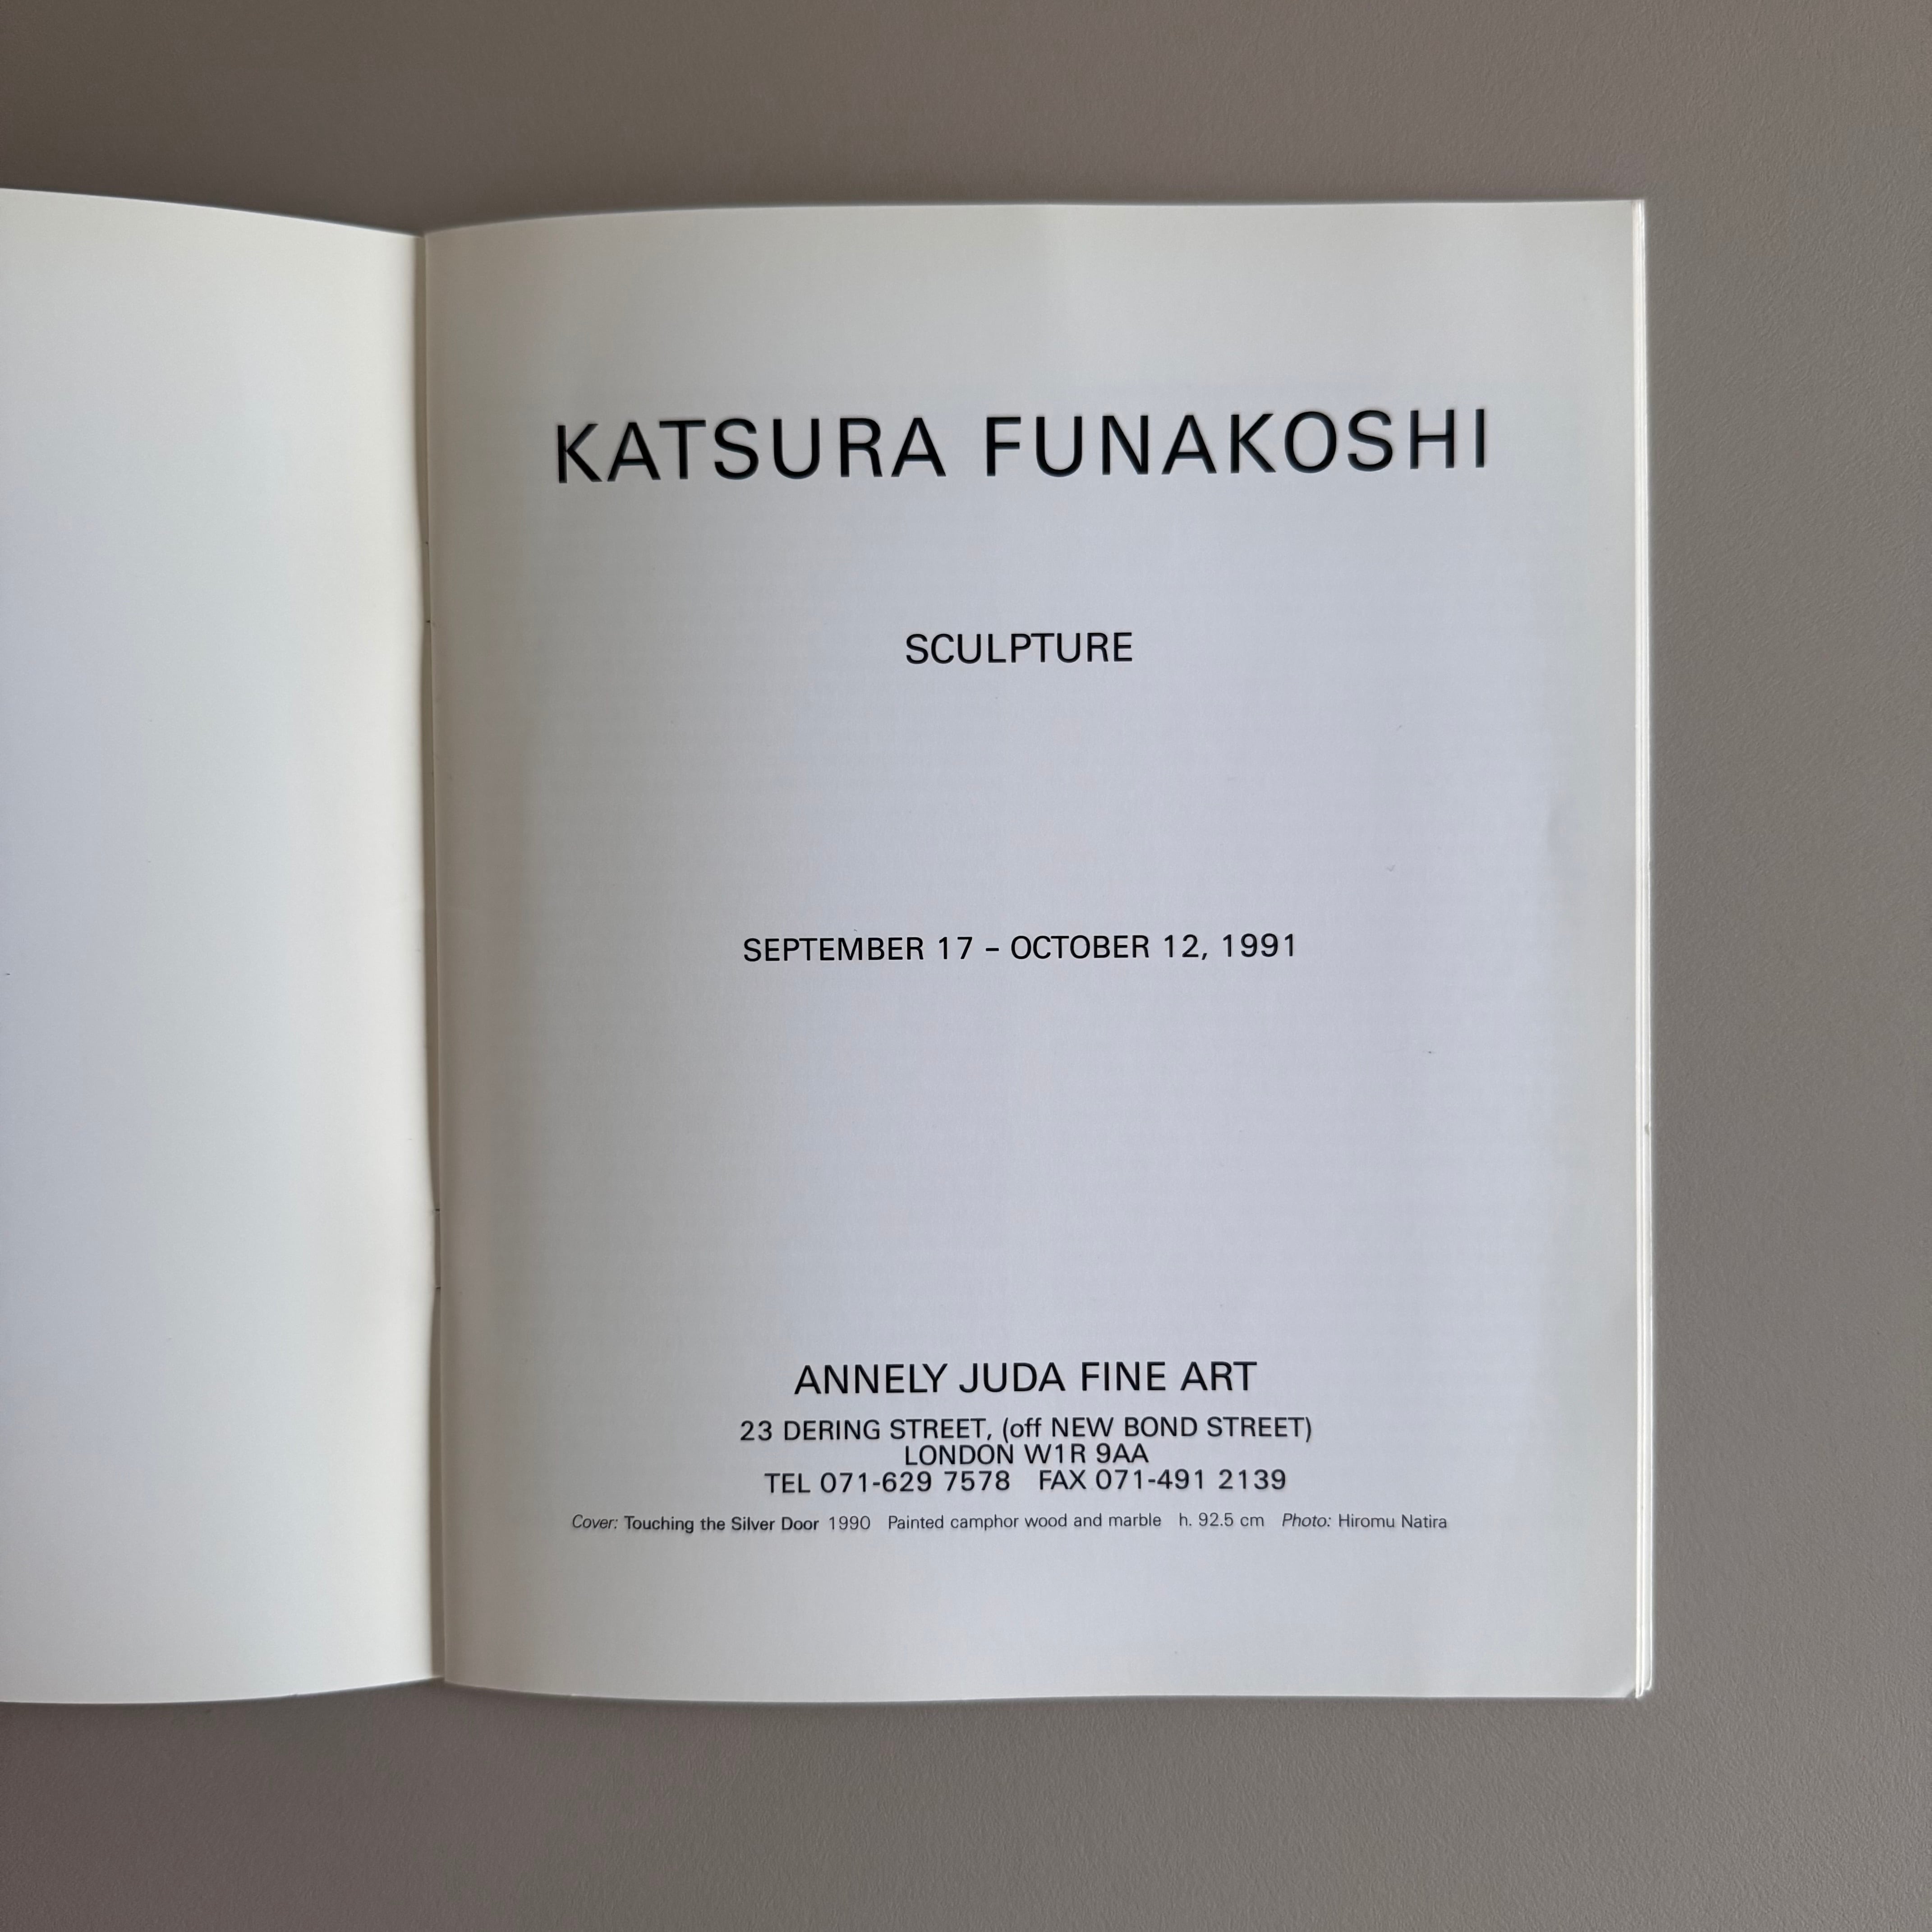 KATSURA FUNAKOSHI
SCULPTURE
SEPTEMBER 17 – OCTOBER 12, 1991
ANNELY JUDA FINE ART
23 DERING STREET, (off NEW BOND STREET)
LONDON W1R 9AA
TEL 071-629 7578 FAX 071-491 2139
Cover: Touching the Silver Door 1990 Painted camphor wood and marble h. 92.5 cm Photo: Hiromu Natira